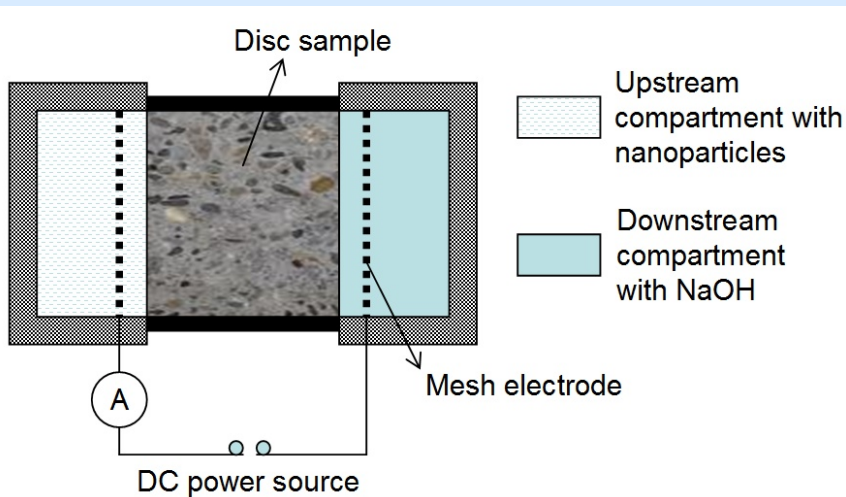 Disc sample
Upstream
compartment with
nanoparticles
Downstream
compartment
with NaOH
Mesh electrode
A
DC power source